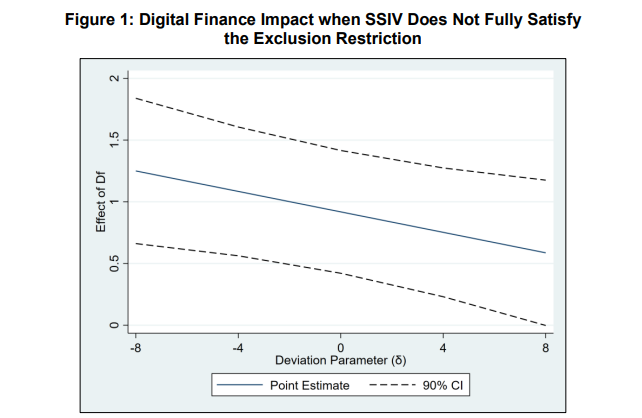 Figure 1: Digital Finance Impact when SSIV Does Not Fully Satisfy
the Exclusion Restriction
2
1.5
1
0.5
0
Effect of Df
-8 -4 0 4 8
Deviation Parameter (δ)
Point Estimate 90% CI